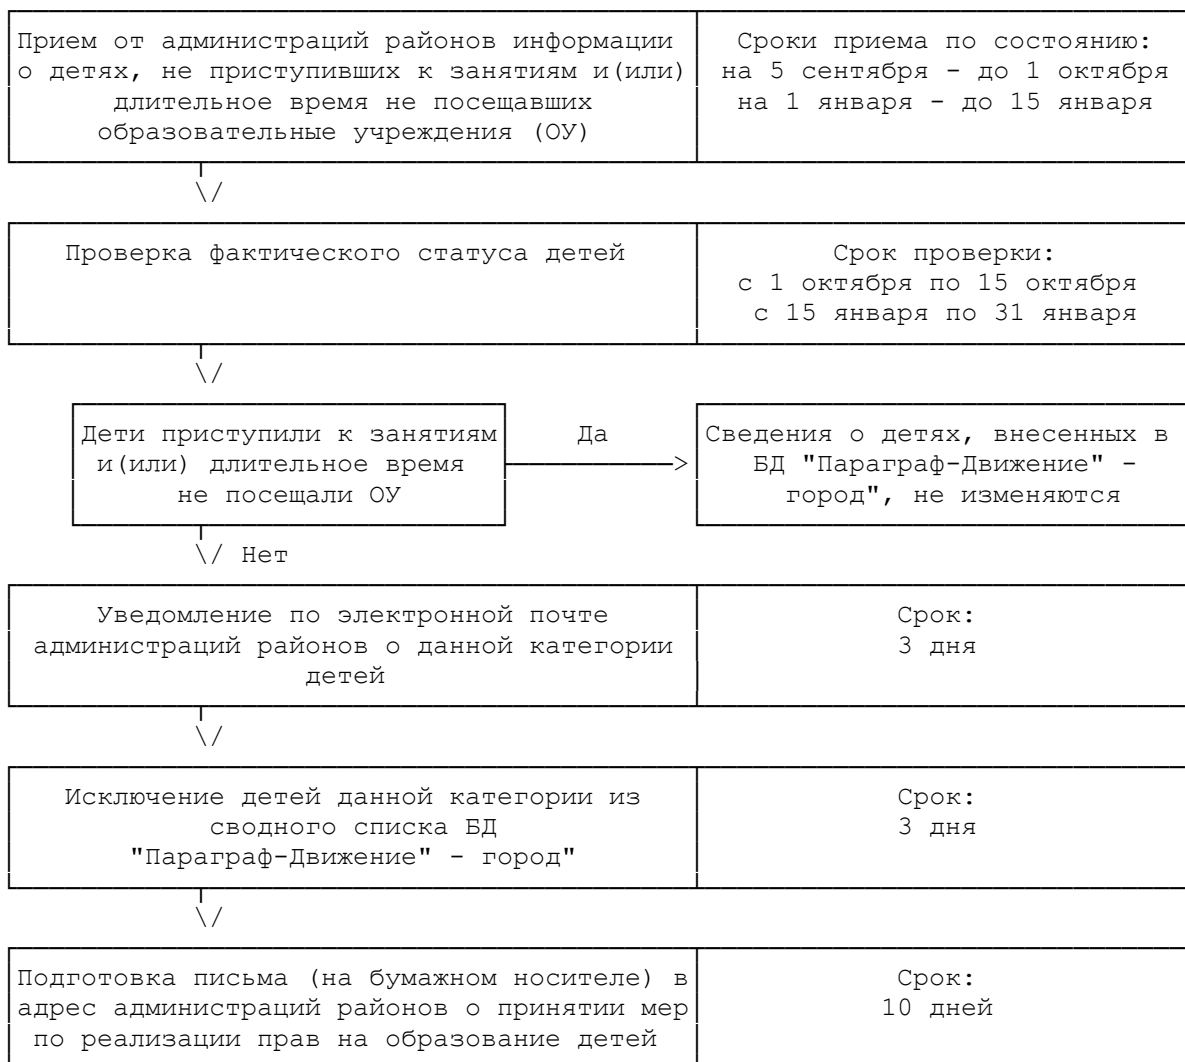 Прием от администраций районов информации
о детях, не приступивших к занятиям и(или)
длительное время не посещавших
образовательные учреждения (ОУ)
Сроки приема по состоянию:
на 5 сентября - до 1 октября
на 1 января - до 15 января
\/
Проверка фактического статуса детей
Срок проверки:
с 1 октября по 15 октября
с 15 января по 31 января
\/
Дети приступили к занятиям
и(или) длительное время
не посещали ОУ
Да
>
Сведения о детях, внесенных в
БД "Параграф-Движение" -
город", не изменяются
\/ Нет
Уведомление по электронной почте
администраций районов о данной категории
детей
Срок:
3 дня
\/
Исключение детей данной категории из
сводного списка БД
"Параграф-Движение" - город"
Срок:
3 дня
\/
Подготовка письма (на бумажном носителе) в
адрес администраций районов о принятии мер
по реализации прав на образование детей
Срок:
10 дней